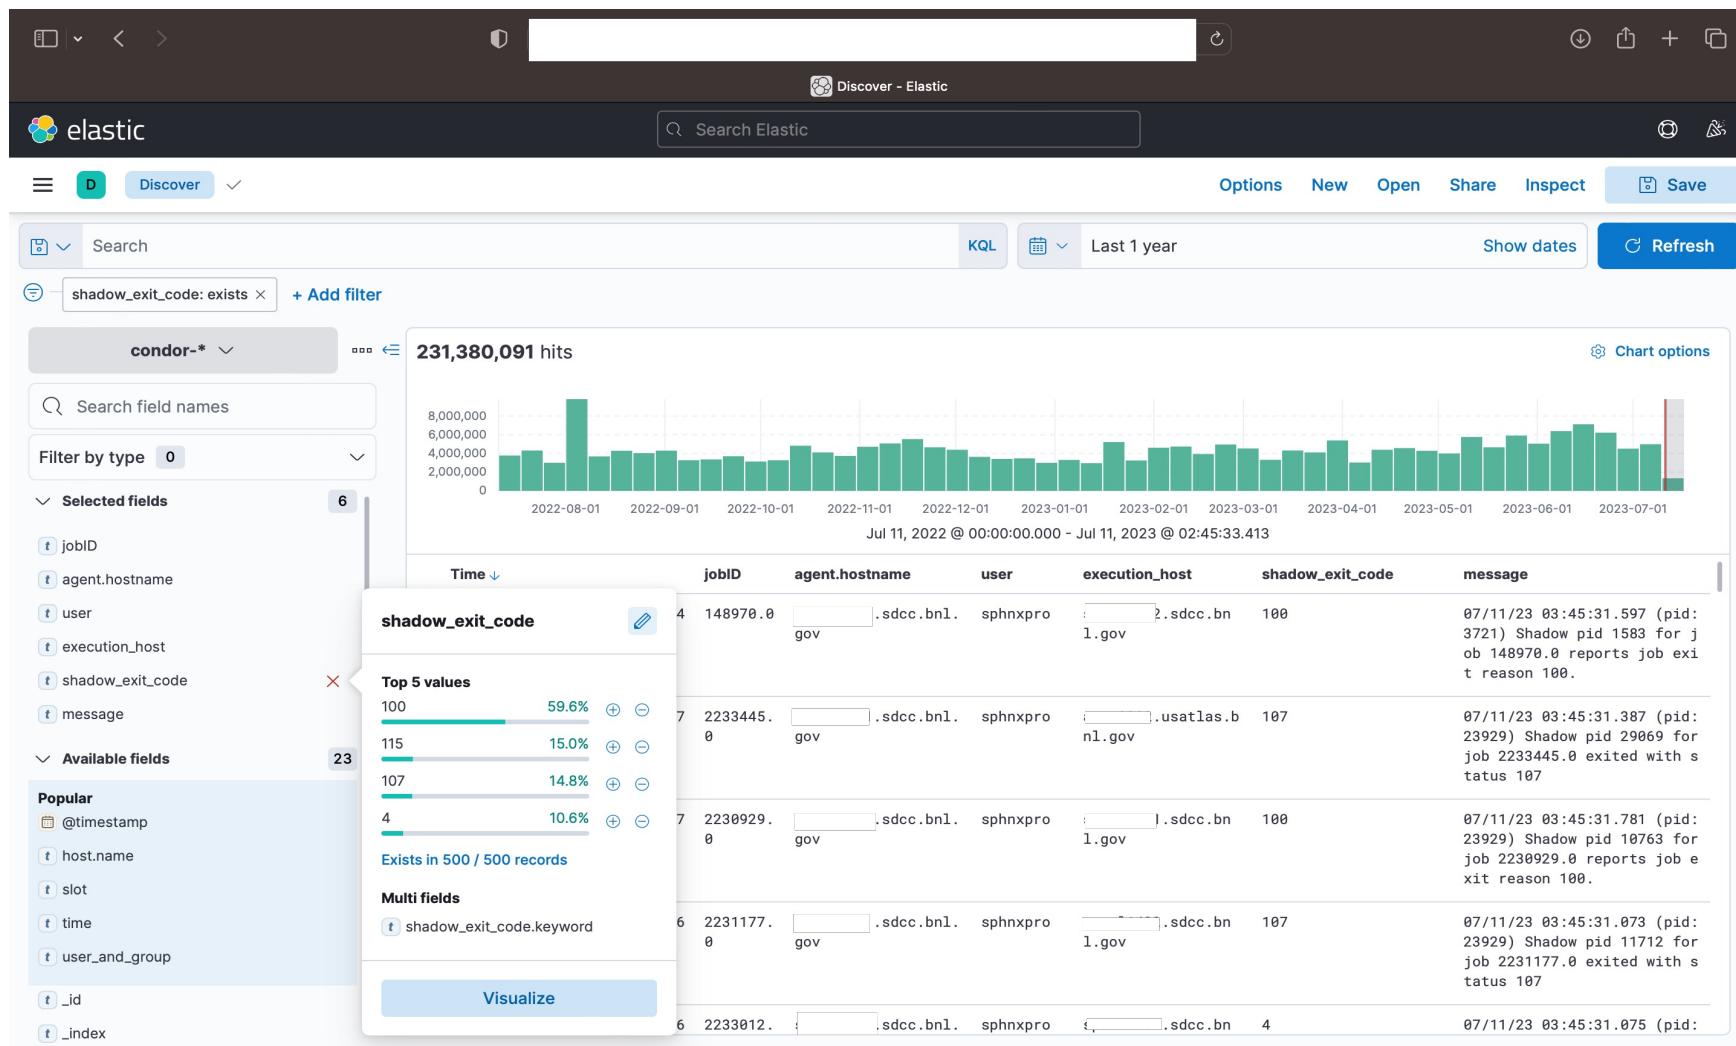 Discover - Elastic
elastic
Search Elastic
D
Discover
Options
New
Open
Share
Inspect
Save
Search
KQL
Last 1 year
Show dates
Refresh
shadow_exit_code: exists
+ Add filter
condor-*
231,380,091 hits
Chart options
Search field names
Filter by type 0
Selected fields 6
t jobID
t agent.hostname
t user
t execution_host
t shadow_exit_code
t message
Available fields 23
Popular
@timestamp
t host.name
t slot
t time
t user_and_group
t _id
t _index
8,000,000
6,000,000
4,000,000
2,000,000
0
2022-08-01 2022-09-01 2022-10-01 2022-11-01 2022-12-01 2023-01-01 2023-02-01 2023-03-01 2023-04-01 2023-05-01 2023-06-01 2023-07-01
Jul 11, 2022 @ 00:00:00.000 - Jul 11, 2023 @ 02:45:33.413
Time jobID agent.hostname user execution_host shadow_exit_code message
shadow_exit_code
Top 5 values
100 59.6%
115 15.0%
107 14.8%
4 10.6%
Exists in 500 / 500 records
Multi fields
t shadow_exit_code.keyword
Visualize
4 148970.0 .sdcc.bnl. sphnxpro 2.sdcc.bn 100 07/11/23 03:45:31.597 (pid:
gov l.gov 3721) Shadow pid 1583 for j
ob 148970.0 reports job exi
t reason 100.
7 2233445. .sdcc.bnl. sphnxpro .usatlas.b 107 07/11/23 03:45:31.387 (pid:
0 gov nl.gov 23929) Shadow pid 29069 for
job 2233445.0 exited with s
tatus 107
7 2230929. .sdcc.bnl. sphnxpro .sdcc.bn 100 07/11/23 03:45:31.781 (pid:
0 gov l.gov 23929) Shadow pid 10763 for
job 2230929.0 reports job e
xit reason 100.
6 2231177. .sdcc.bnl. sphnxpro .sdcc.bn 107 07/11/23 03:45:31.073 (pid:
0 gov l.gov 23929) Shadow pid 11712 for
job 2231177.0 exited with s
tatus 107
6 2233012. .sdcc.bnl. sphnxpro .sdcc.bn 4 07/11/23 03:45:31.075 (pid: